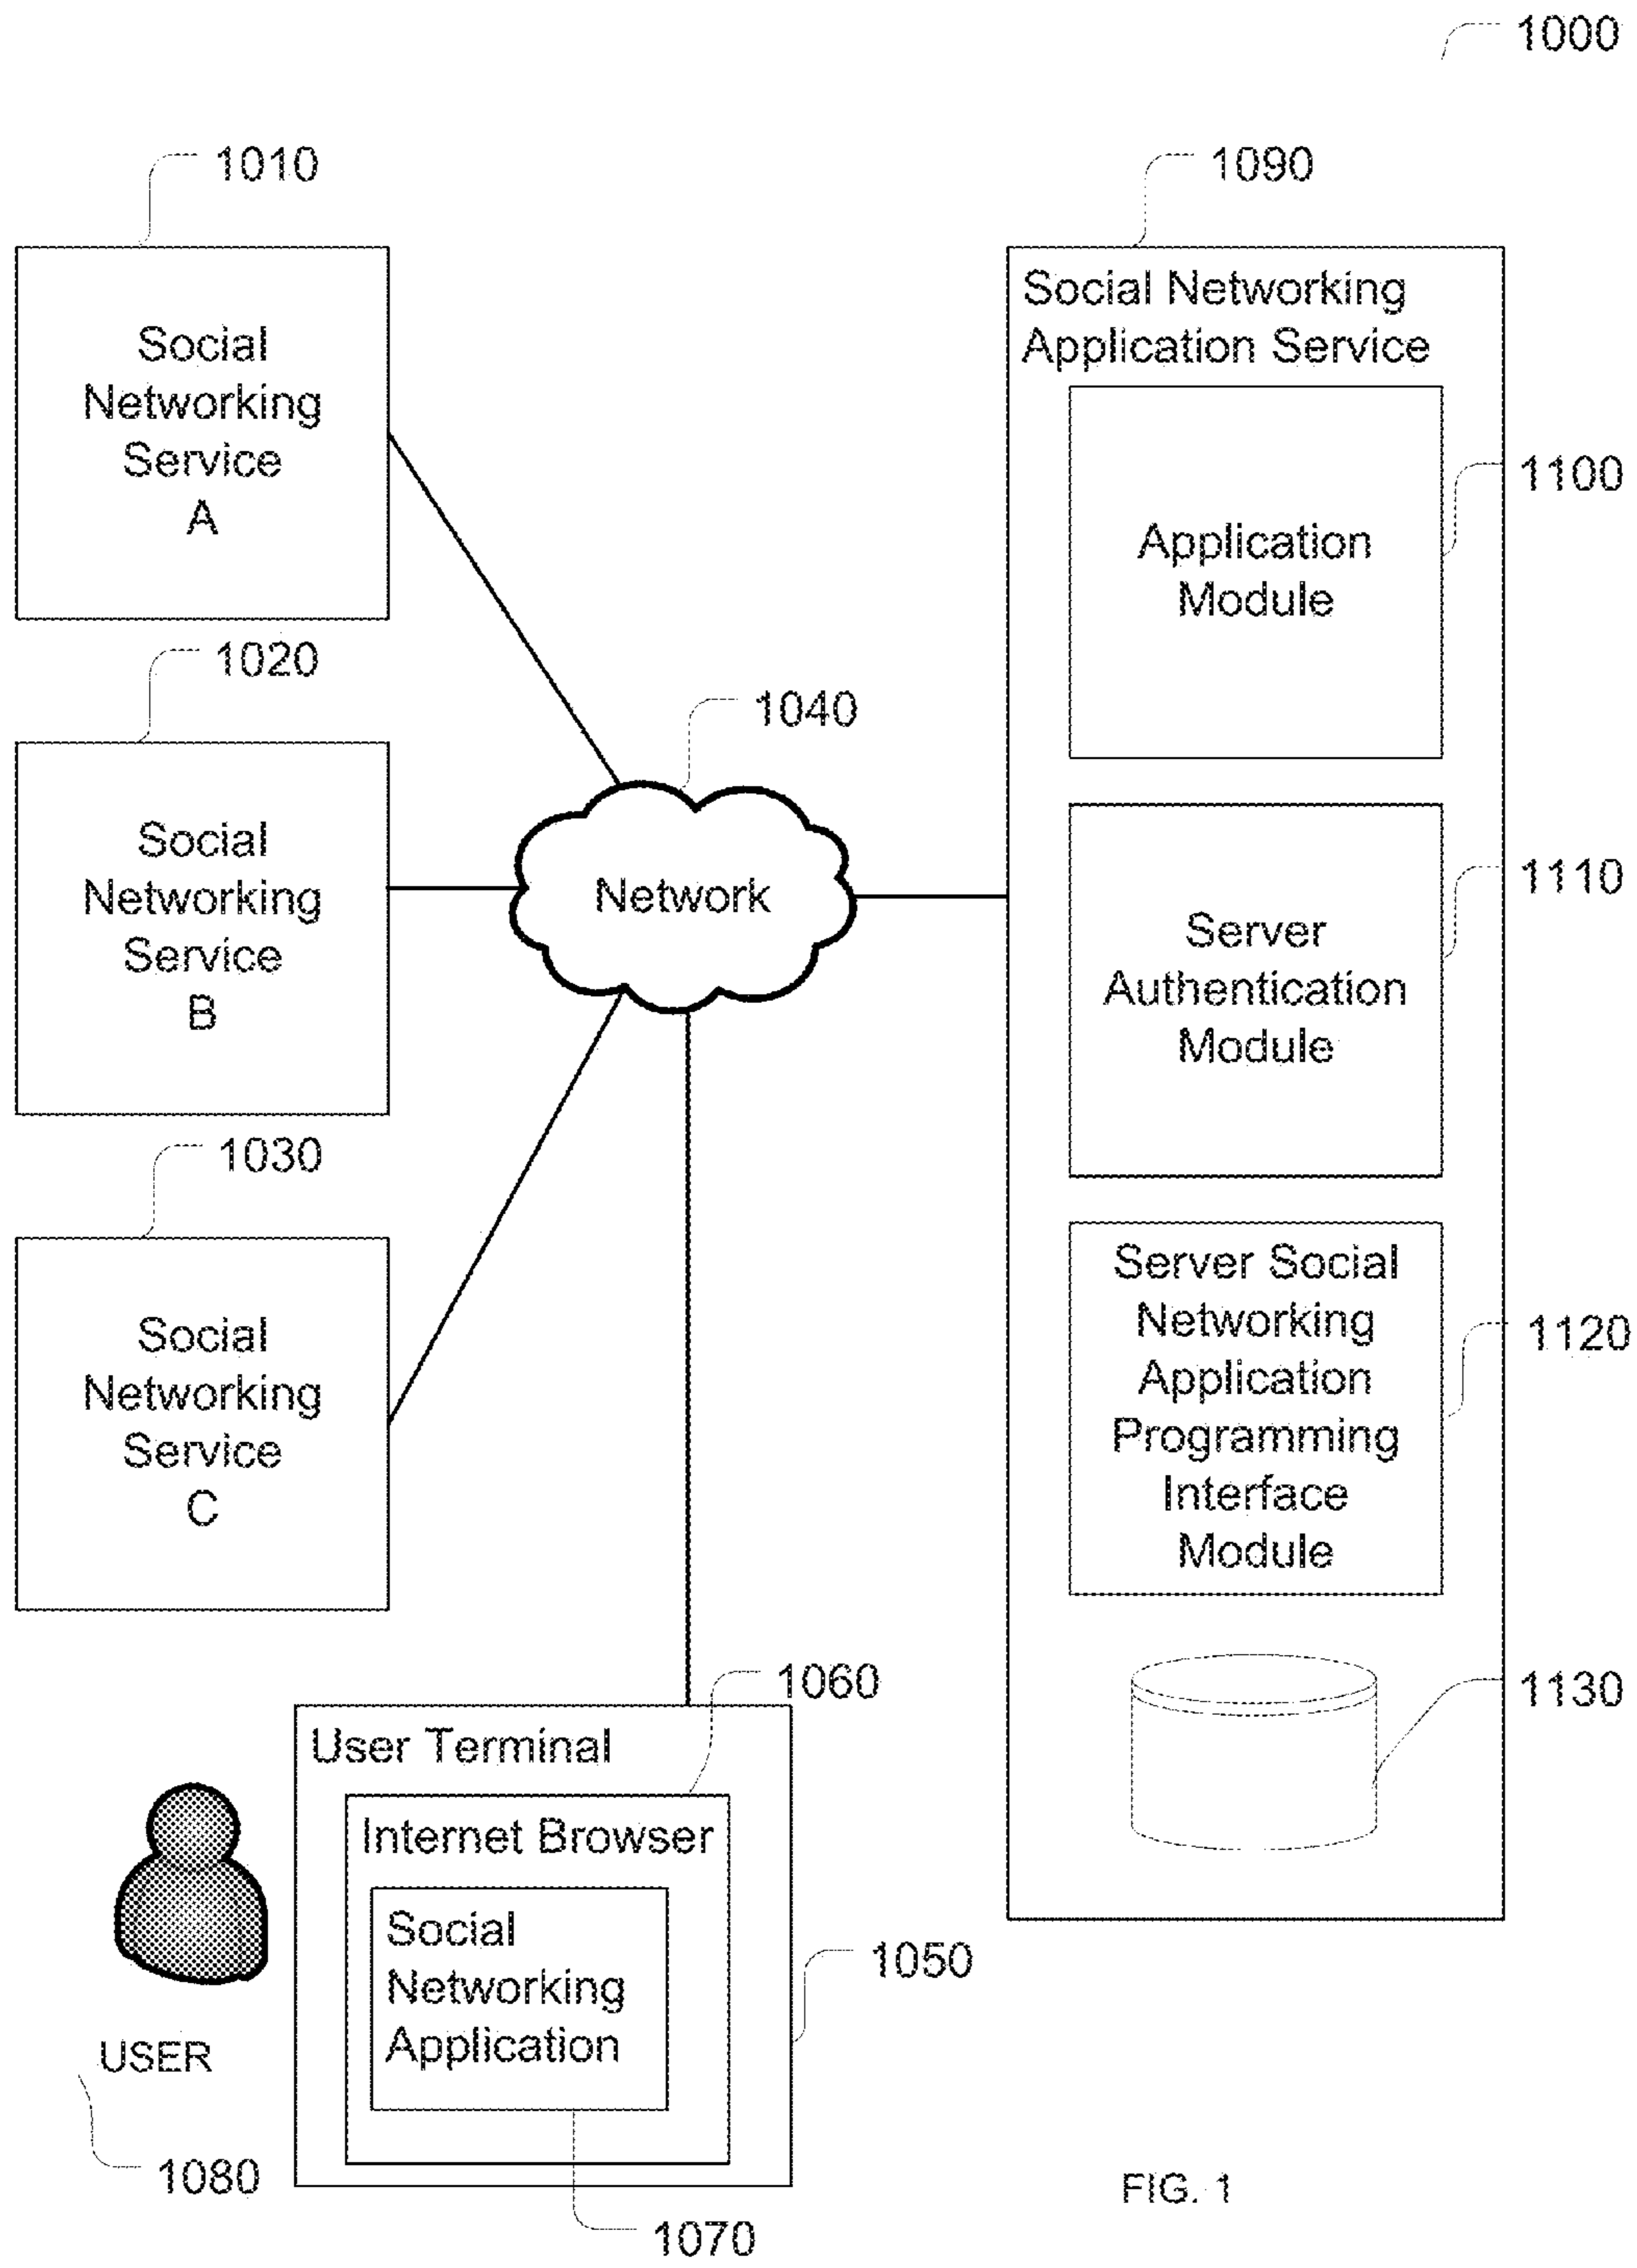 1000
1010
Social
Networking
Service
A
1020
Social
Networking
Service
B
1030
Social
Networking
Service
C
1040
Network
1090
Social Networking
Application Service
Application
Module
1100
Server
Authentication
Module
1110
Server Social
Networking
Application
Programming
Interface
Module
1120
1130
1060
User Terminal
Internet Browser
Social
Networking
Application
1050
USER
1080
1070
FIG. 1